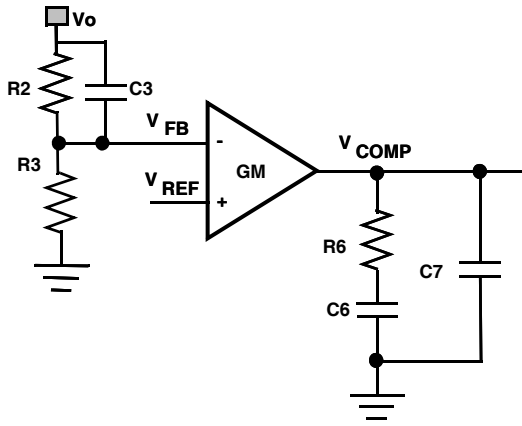 Vo
R2
C3
V FB
V COMP
R3
-
GM
V REF
+
R6
C7
C6